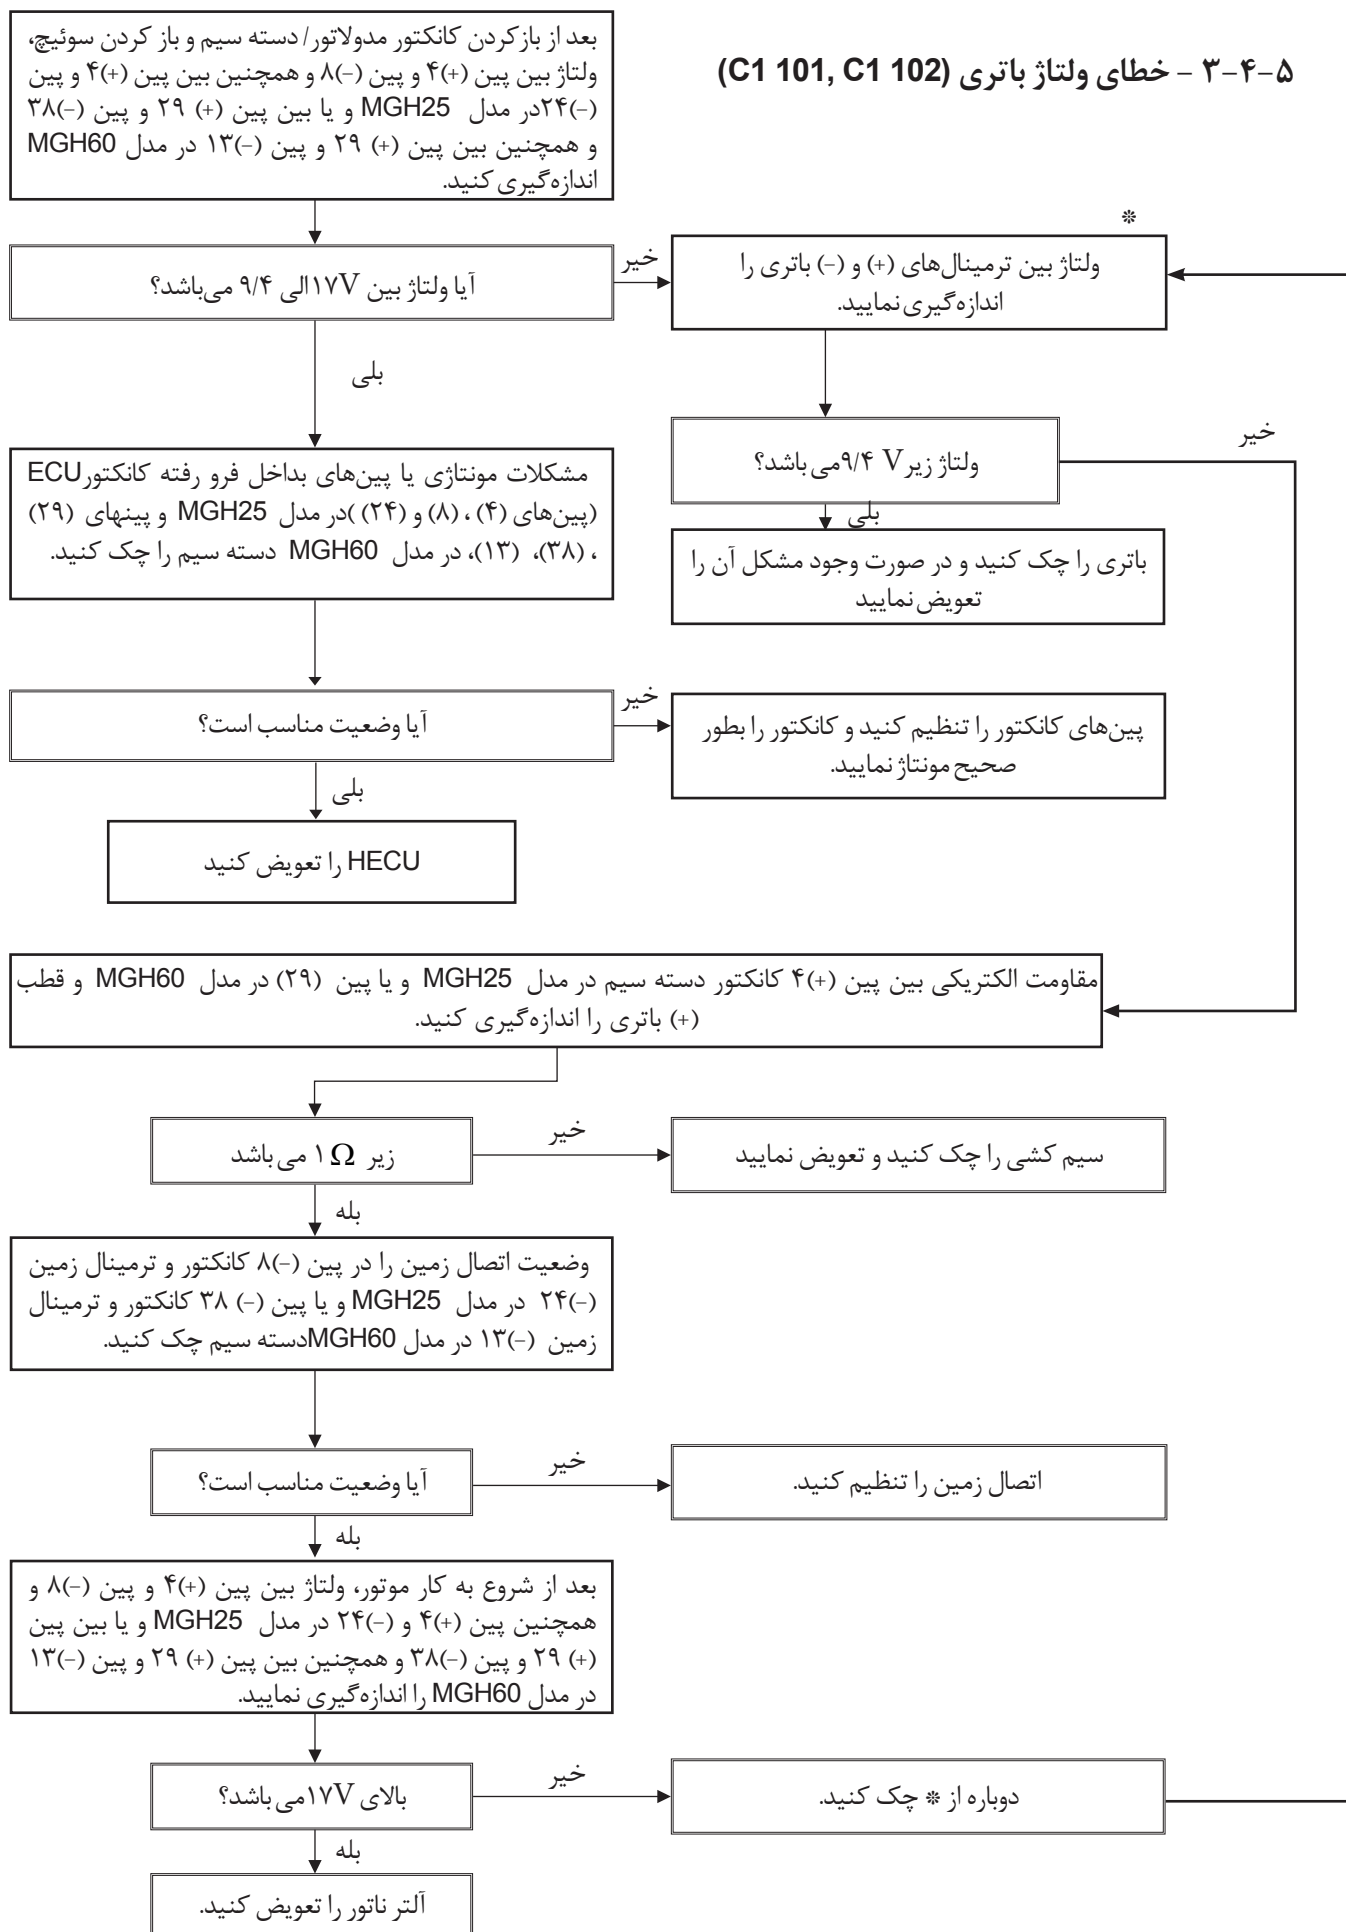 ۳-۴-۵ – خطای ولتاژ باتری (C1 101, C1 102)
بعد از بازکردن کانکتور مدولاتور/ دسته سیم و باز کردن سوئیچ،
ولتاژ بین پین (+)۴ و پین (-)۸ و همچنین بین پین (+)۴ و پین
(-)۲۴در مدل MGH25 و یا بین پین (+) ۲۹ و پین (-)۳۸
و همچنین بین پین (+) ۲۹ و پین (-)۱۳ در مدل MGH60
اندازه‌گیری کنید.
آیا ولتاژ بین ۱۷Vالی ۹/۴ می‌باشد؟
خیر
*
ولتاژ بین ترمینال‌های (+) و (-) باتری را
اندازه‌گیری نمایید.
بلی
ولتاژ زیر۹/۴ Vمی باشد؟
خیر
بلی
باتری را چک کنید و در صورت وجود مشکل آن را
تعویض نمایید
مشکلات مونتاژی یا پین‌های بداخل فرو رفته کانکتورECU
(پین‌های (۴) ، (۸) و (۲۴) )در مدل MGH25 و پینهای (۲۹)
، (۳۸)، (۱۳)، در مدل MGH60 دسته سیم را چک کنید.
آیا وضعیت مناسب است؟
خیر
پین‌های کانکتور را تنظیم کنید و کانکتور را بطور
صحیح مونتاژ نمایید.
بلی
HECU را تعویض کنید
مقاومت الکتریکی بین پین (+)۴ کانکتور دسته سیم در مدل MGH25 و یا پین (۲۹) در مدل MGH60 و قطب
(+) باتری را اندازه‌گیری کنید.
زیر ۱ Ω می باشد
خیر
سیم کشی را چک کنید و تعویض نمایید
بله
وضعیت اتصال زمین را در پین (-)۸ کانکتور و ترمینال زمین
(-)۲۴ در مدل MGH25 و یا پین (-) ۳۸ کانکتور و ترمینال
زمین (-)۱۳ در مدل MGH60دسته سیم چک کنید.
آیا وضعیت مناسب است؟
خیر
اتصال زمین را تنظیم کنید.
بله
بعد از شروع به کار موتور، ولتاژ بین پین (+)۴ و پین (-)۸ و
همچنین پین (+)۴ و (-)۲۴ در مدل MGH25 و یا بین پین
(+) ۲۹ و پین (-)۳۸ و همچنین بین پین (+) ۲۹ و پین (-)۱۳
در مدل MGH60 را اندازه‌گیری نمایید.
بالای ۱۷Vمی باشد؟
خیر
دوباره از * چک کنید.
بله
آلتر ناتور را تعویض کنید.